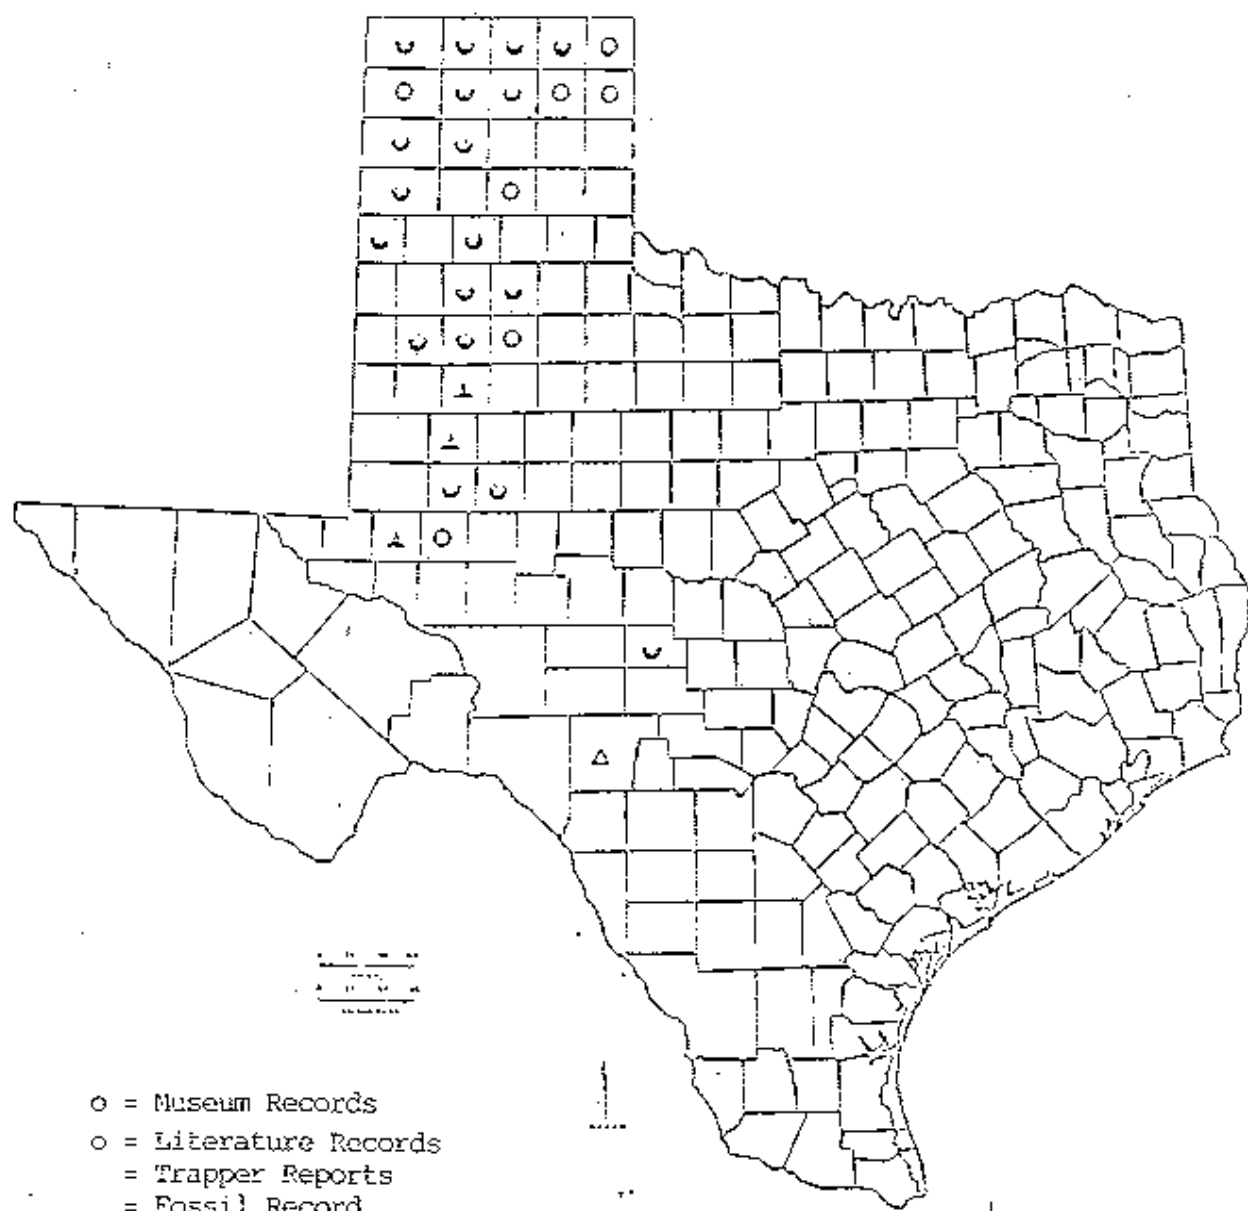 o = Museum Records
o = Literature Records
= Trapper Reports
= Fossil Record